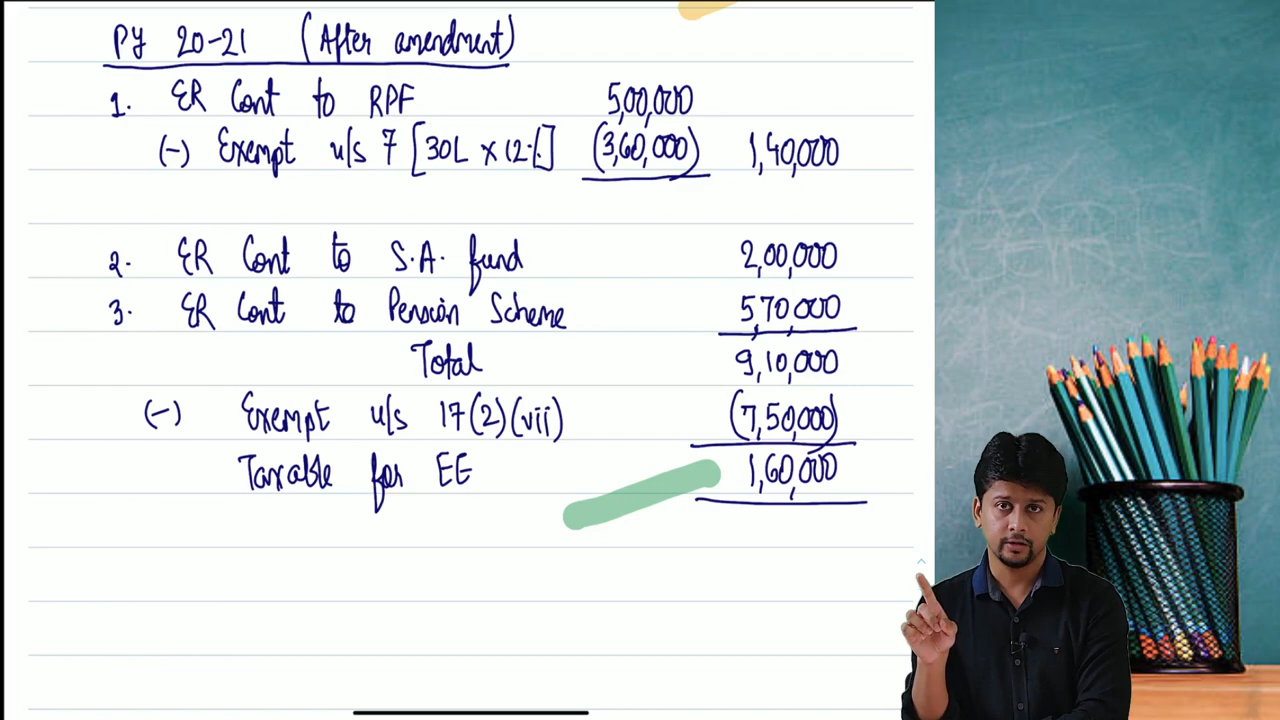 PY 20-21 (After amendment)
1. ER Cont to RPF 5,00,000
(-) Exempt u/s 7 [30L x 12%] (3,60,000) 1,40,000
2. ER Cont to S.A. fund 2,00,000
3. ER Cont to Pension Scheme 5,70,000
Total 9,10,000
(-) Exempt u/s 17(2)(vii) (7,50,000)
Taxable for EE 1,60,000